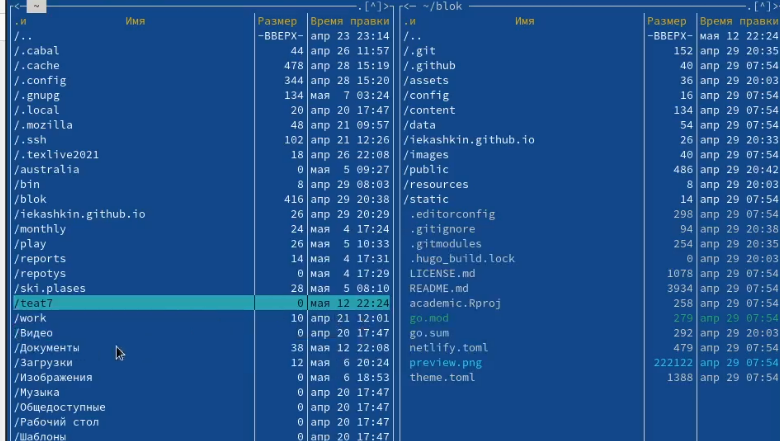 ~ .[^]>
.и Имя Размер Время правки
/.. -ВВЕРХ- апр 23 23:14
/.cabal 44 апр 26 11:57
/.cache 478 апр 28 15:19
/.config 344 апр 28 15:20
/.gnupg 134 мая 7 03:24
/.local 20 апр 20 17:47
/.mozilla 48 апр 21 09:57
/.ssh 102 апр 21 12:26
/.texlive2021 18 апр 26 22:08
/australia 0 мая 5 09:27
/bin 8 апр 29 08:03
/blok 416 апр 29 20:38
/iekashkin.github.io 26 апр 29 20:29
/monthly 24 мая 4 17:24
/play 26 мая 5 10:33
/reports 14 мая 4 17:31
/repotys 0 мая 4 17:29
/ski.plases 28 мая 5 08:10
/teat7 0 мая 12 22:24
/work 10 апр 21 12:01
/Видео 0 апр 20 17:47
/Документы 38 мая 12 22:08
/Загрузки 12 мая 6 20:24
/Изображения 0 мая 6 18:53
/Музыка 0 апр 20 17:47
/Общедоступные 0 апр 20 17:47
/Рабочий стол 0 апр 20 17:47
/Шаблоны 0 апр 20 17:47
<- ~/blok .[^]>
.и Имя Размер Время правки
/.. -ВВЕРХ- мая 12 22:24
/.git 152 апр 29 20:35
/.github 40 апр 29 07:54
/assets 36 апр 29 20:03
/config 16 апр 29 07:54
/content 134 апр 29 07:54
/data 54 апр 29 07:54
/iekashkin.github.io 26 апр 29 20:33
/images 40 апр 29 07:54
/public 486 апр 29 20:42
/resources 8 апр 29 20:03
/static 14 апр 29 07:54
.editorconfig 298 апр 29 07:54
.gitignore 94 апр 29 20:38
.gitmodules 254 апр 29 20:35
.hugo_build.lock 0 апр 29 20:03
LICENSE.md 1078 апр 29 07:54
README.md 3934 апр 29 07:54
academic.Rproj 258 апр 29 07:54
go.mod 279 апр 29 07:54
go.sum 292 апр 29 20:03
netlify.toml 479 апр 29 07:54
preview.png 222122 апр 29 07:54
theme.toml 1388 апр 29 07:54